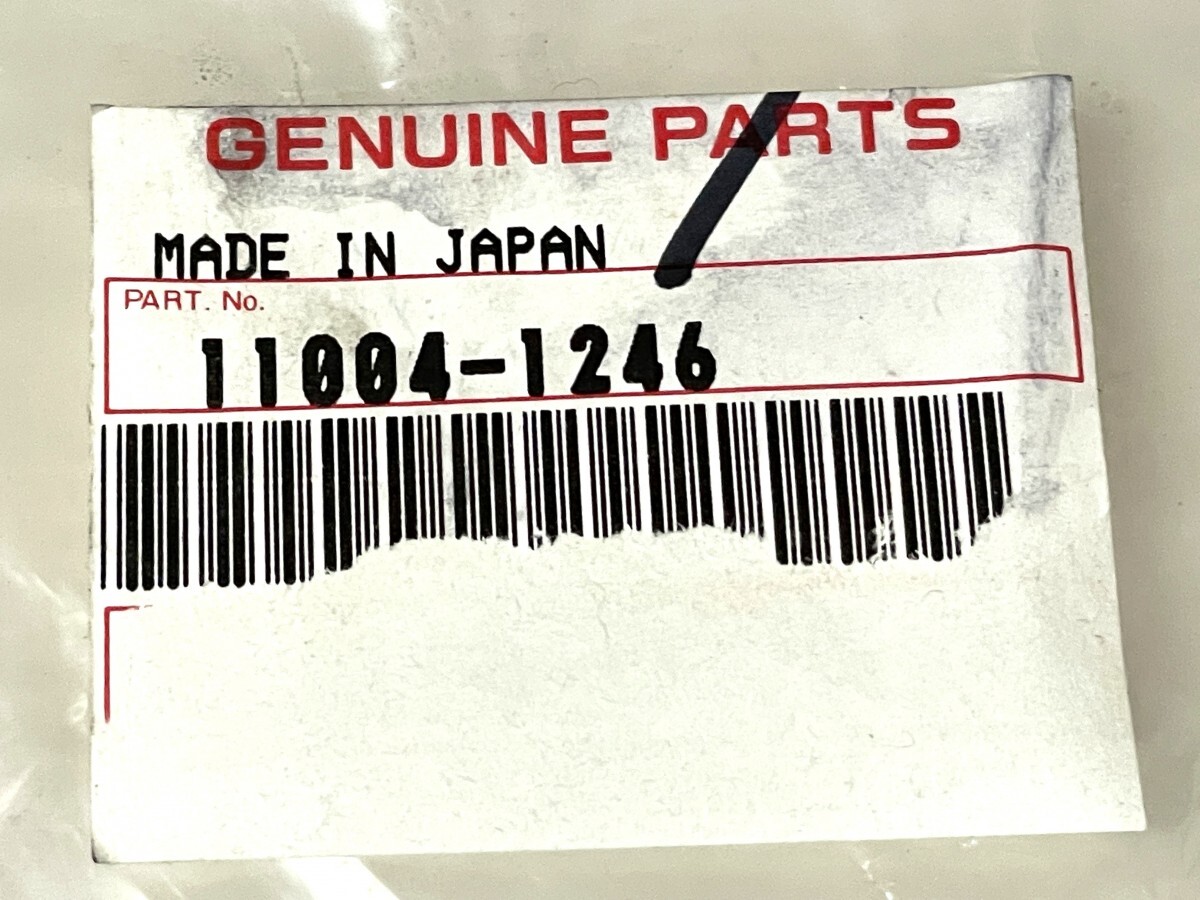 GENUINE PARTS
MADE IN JAPAN
PART. No.
11004-1246